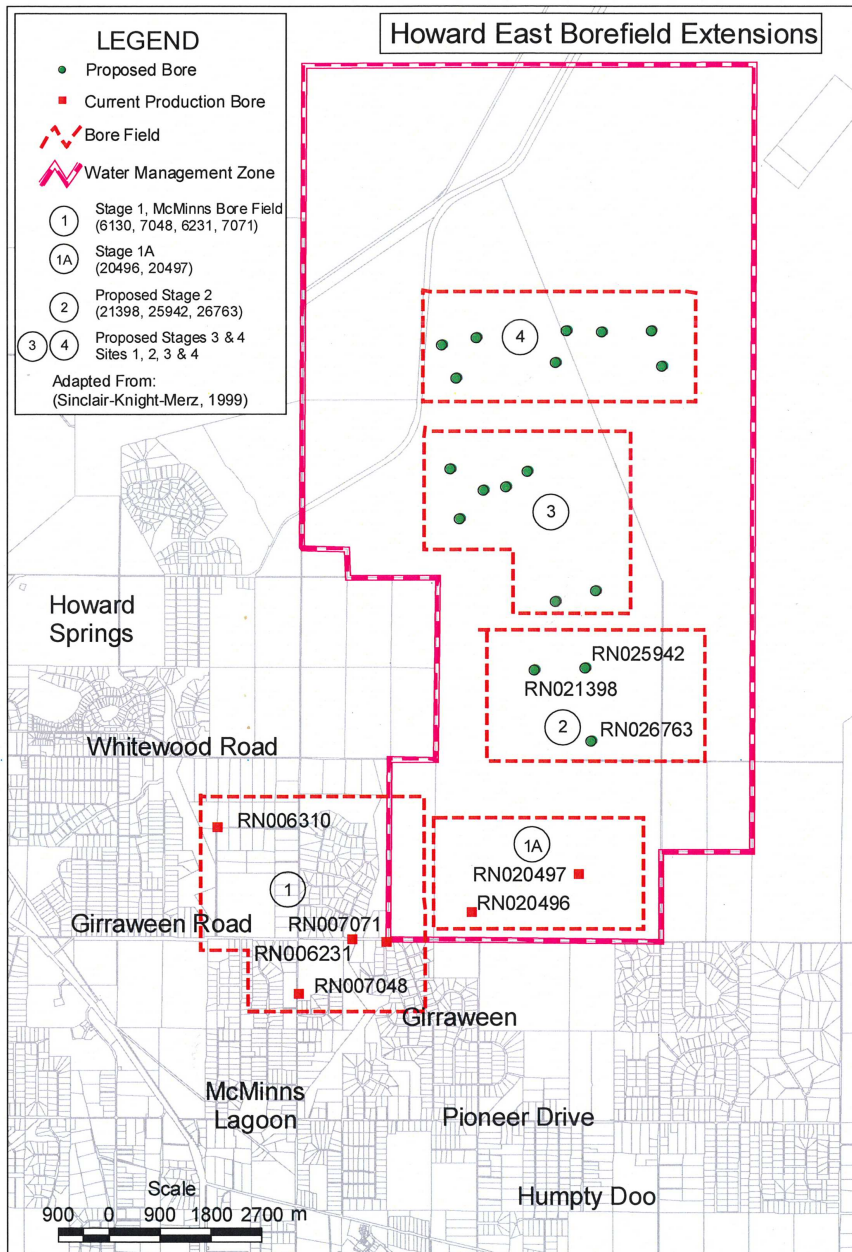 Howard East Borefield Extensions
LEGEND
Proposed Bore
Current Production Bore
Bore Field
Water Management Zone
1
Stage 1, McMinns Bore Field
(6130, 7048, 6231, 7071)
1A
Stage 1A
(20496, 20497)
2
Proposed Stage 2
(21398, 25942, 26763)
3 4
Proposed Stages 3 & 4
Sites 1, 2, 3 & 4
Adapted From:
(Sinclair-Knight-Merz, 1999)
4
3
Howard
Springs
RN025942
RN021398
2
RN026763
Whitewood Road
RN006310
1A
RN020497
1
RN020496
Girraween Road
RN007071
RN006231
RN007048
Girraween
McMinns
Lagoon
Pioneer Drive
Humpty Doo
Scale
900 0 900 1800 2700 m